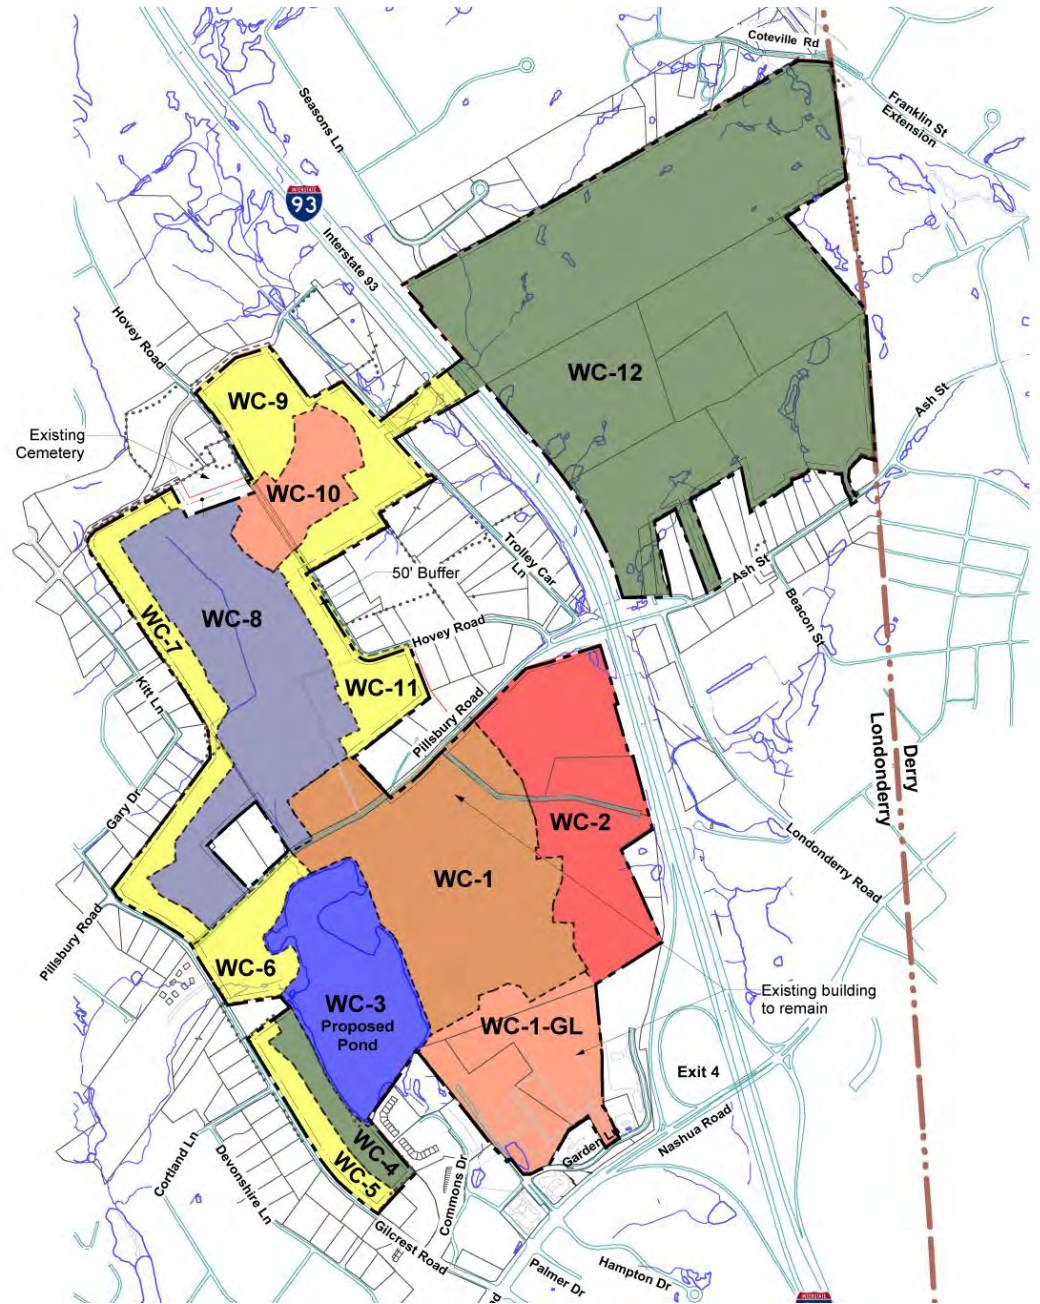 Coteville Rd
Franklin St
Extension
Seasons Ln
INTERSTATE
93
Interstate 93
Hovey Road
WC-12
WC-9
Ash St
Existing
Cemetery
WC-10
Trolley Car
Ln
50' Buffer
Ash St
WC-8
WC-7
Beacon St
Hovey Road
WC-11
Kitt Ln
Pillsbury Road
Derry
Londonderry
Gary Dr
WC-2
WC-1
Londonderry Road
Pillsbury Road
WC-6
WC-3
Proposed
Pond
Existing building
to remain
WC-1-GL
Exit 4
Nashua Road
Garden Ln
WC-4
WC-5
Cortland Ln
Devonshire Ln
Commons Dr
Gilcrest Road
Palmer Dr
Hampton Dr
INTERSTATE